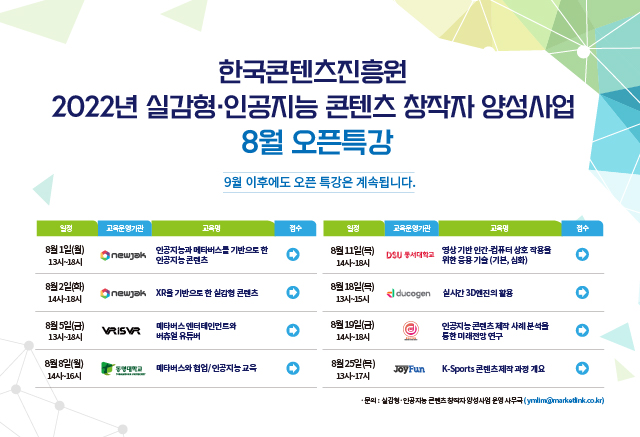 한국콘텐츠진흥원
2022년 실감형·인공지능 콘텐츠 창작자 양성사업
8월 오픈특강
9월 이후에도 오픈 특강은 계속됩니다.
일정 교육운영기관 교육명 접수
8월 1일(월)
13시~18시
newjak
인공지능과 메타버스를 기반으로 한
인공지능 콘텐츠
8월 2일(화)
14시~18시
newjak
XR을 기반으로 한 실감형 콘텐츠
8월 5일(금)
13시~18시
VRISVR
메타버스 엔터테인먼트와
버츄얼 유튜버
8월 8일(월)
14시~16시
동명대학교
메타버스와 협업/인공지능 교육
일정 교육운영기관 교육명 접수
8월 11일(목)
14시~18시
DSU 동서대학교
영상 기반 인간-컴퓨터 상호 작용을
위한 응용 기술 (기본, 심화)
8월 18일(목)
13시~15시
ducogen
실시간 3D엔진의 활용
8월 19일(금)
14시~18시
인공지능 콘텐츠 제작 사례 분석을
통한 미래전망 연구
8월 25일(목)
13시~17시
JoyFun
K-Sports 콘텐츠 제작 과정 개요
· 문의 : 실감형·인공지능 콘텐츠 창작자 양성사업 운영 사무국 (ymlim@marketlink.co.kr)